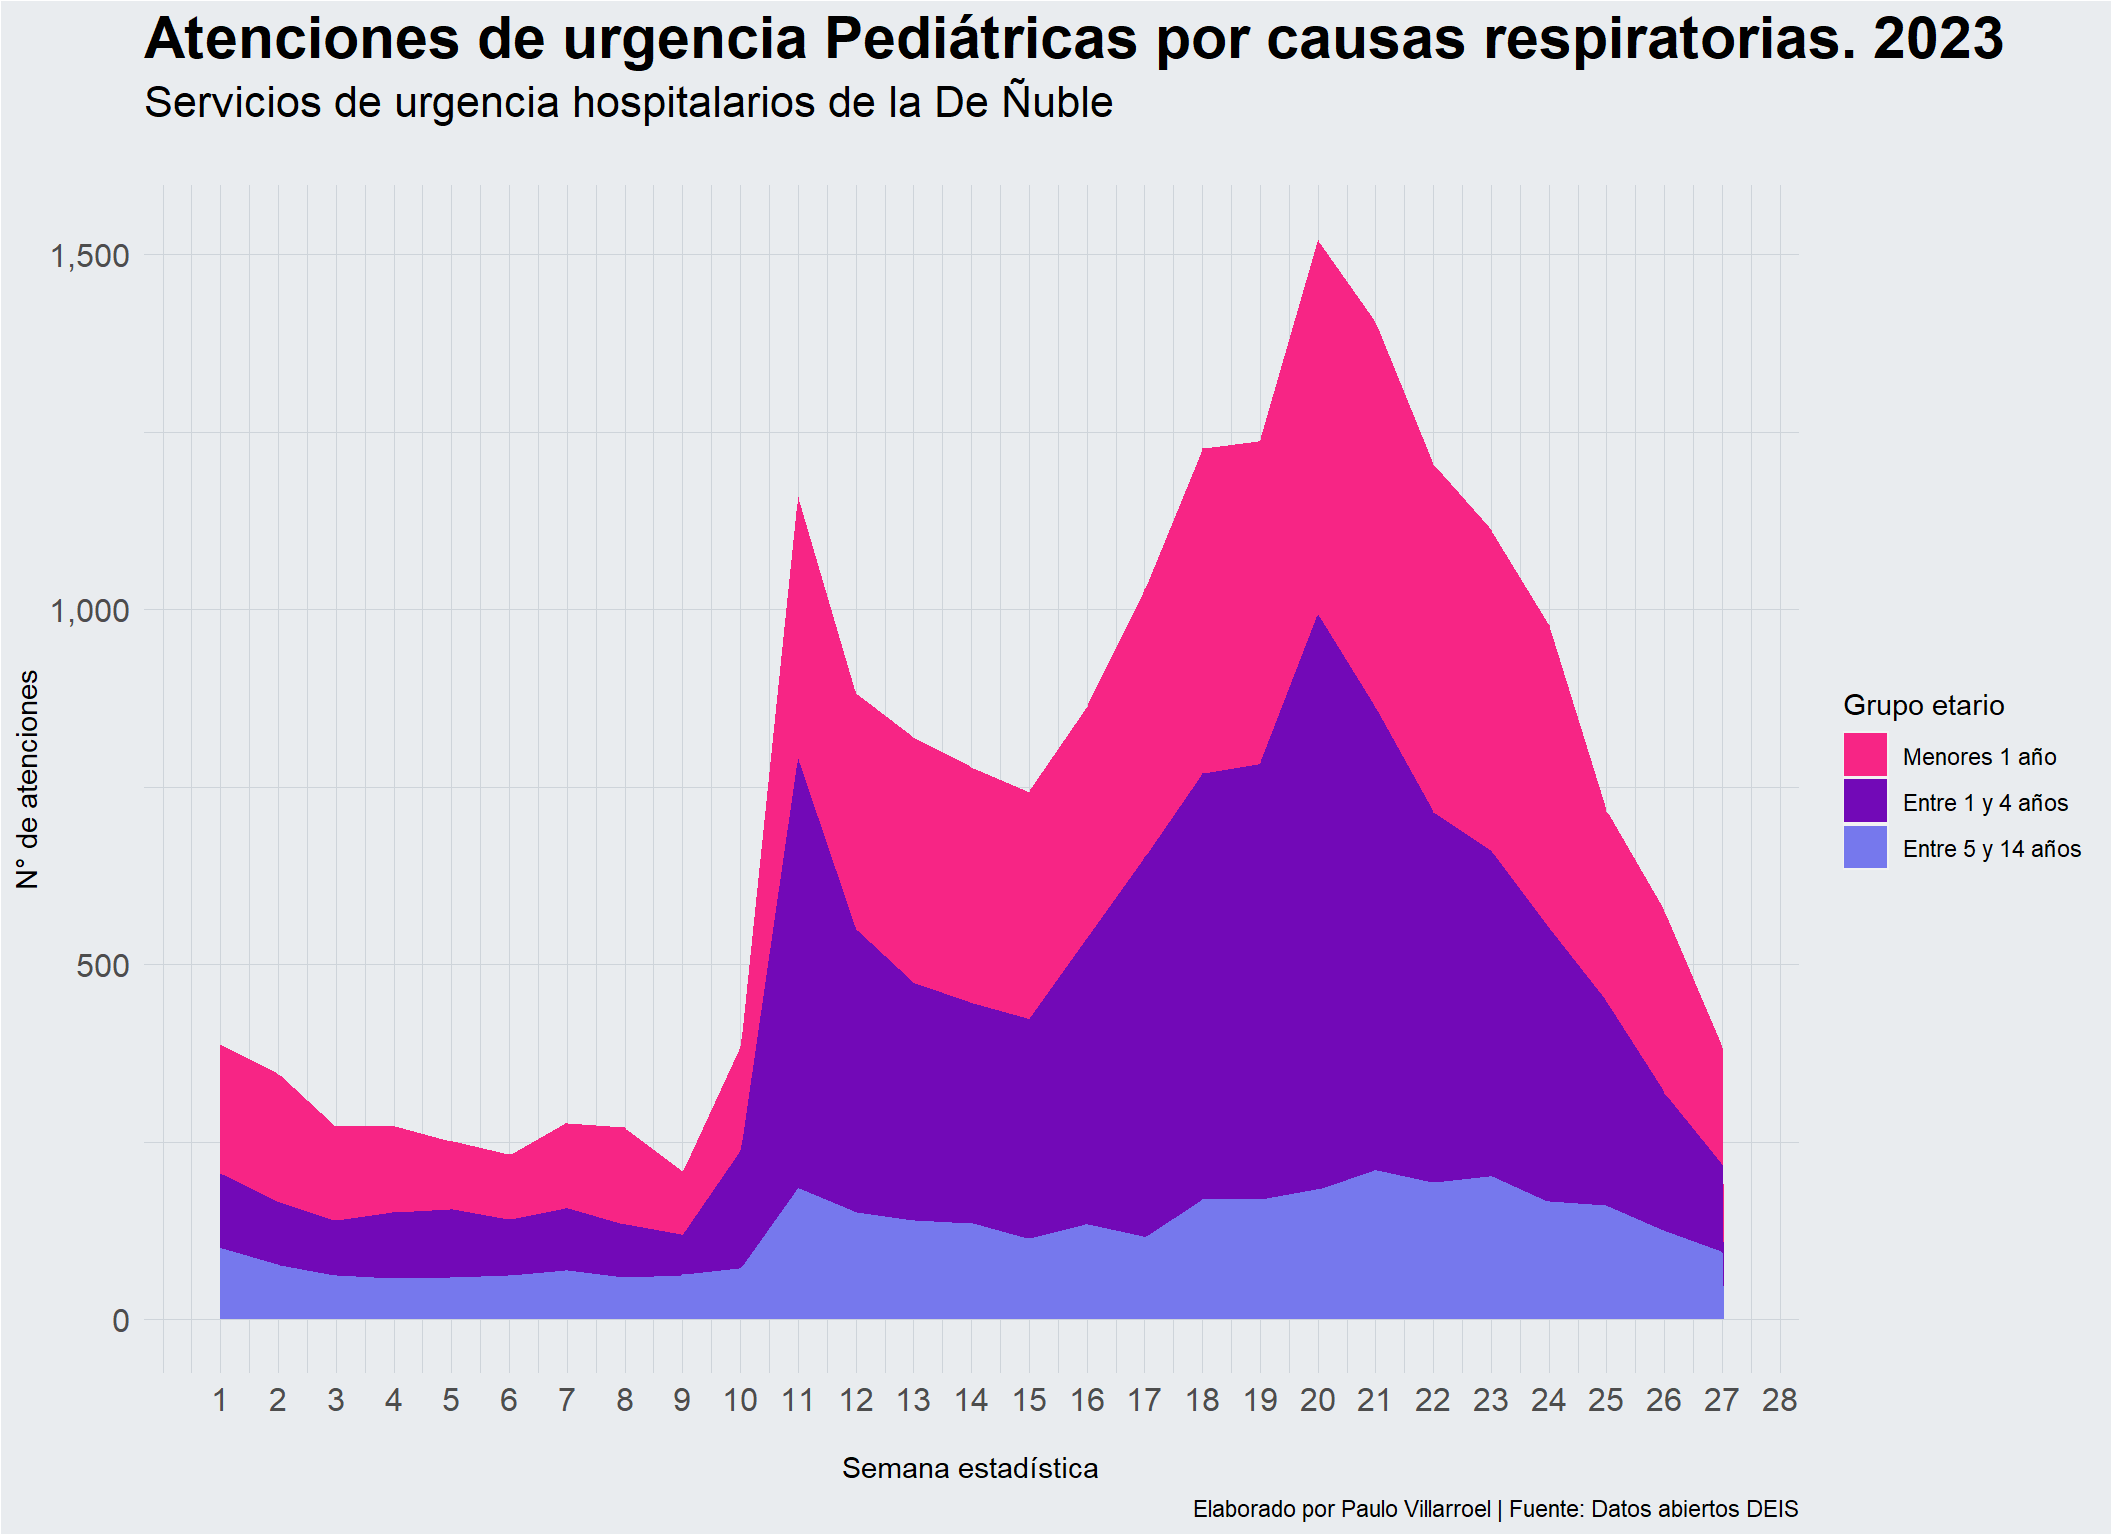 Atenciones de urgencia Pediátricas por causas respiratorias. 2023
Servicios de urgencia hospitalarios de la De Ñuble
1,500
1,000
500
0
N° de atenciones
1 2 3 4 5 6 7 8 9 10 11 12 13 14 15 16 17 18 19 20 21 22 23 24 25 26 27 28
Semana estadística
Grupo etario
Menores 1 año
Entre 1 y 4 años
Entre 5 y 14 años
Elaborado por Paulo Villarroel | Fuente: Datos abiertos DEIS